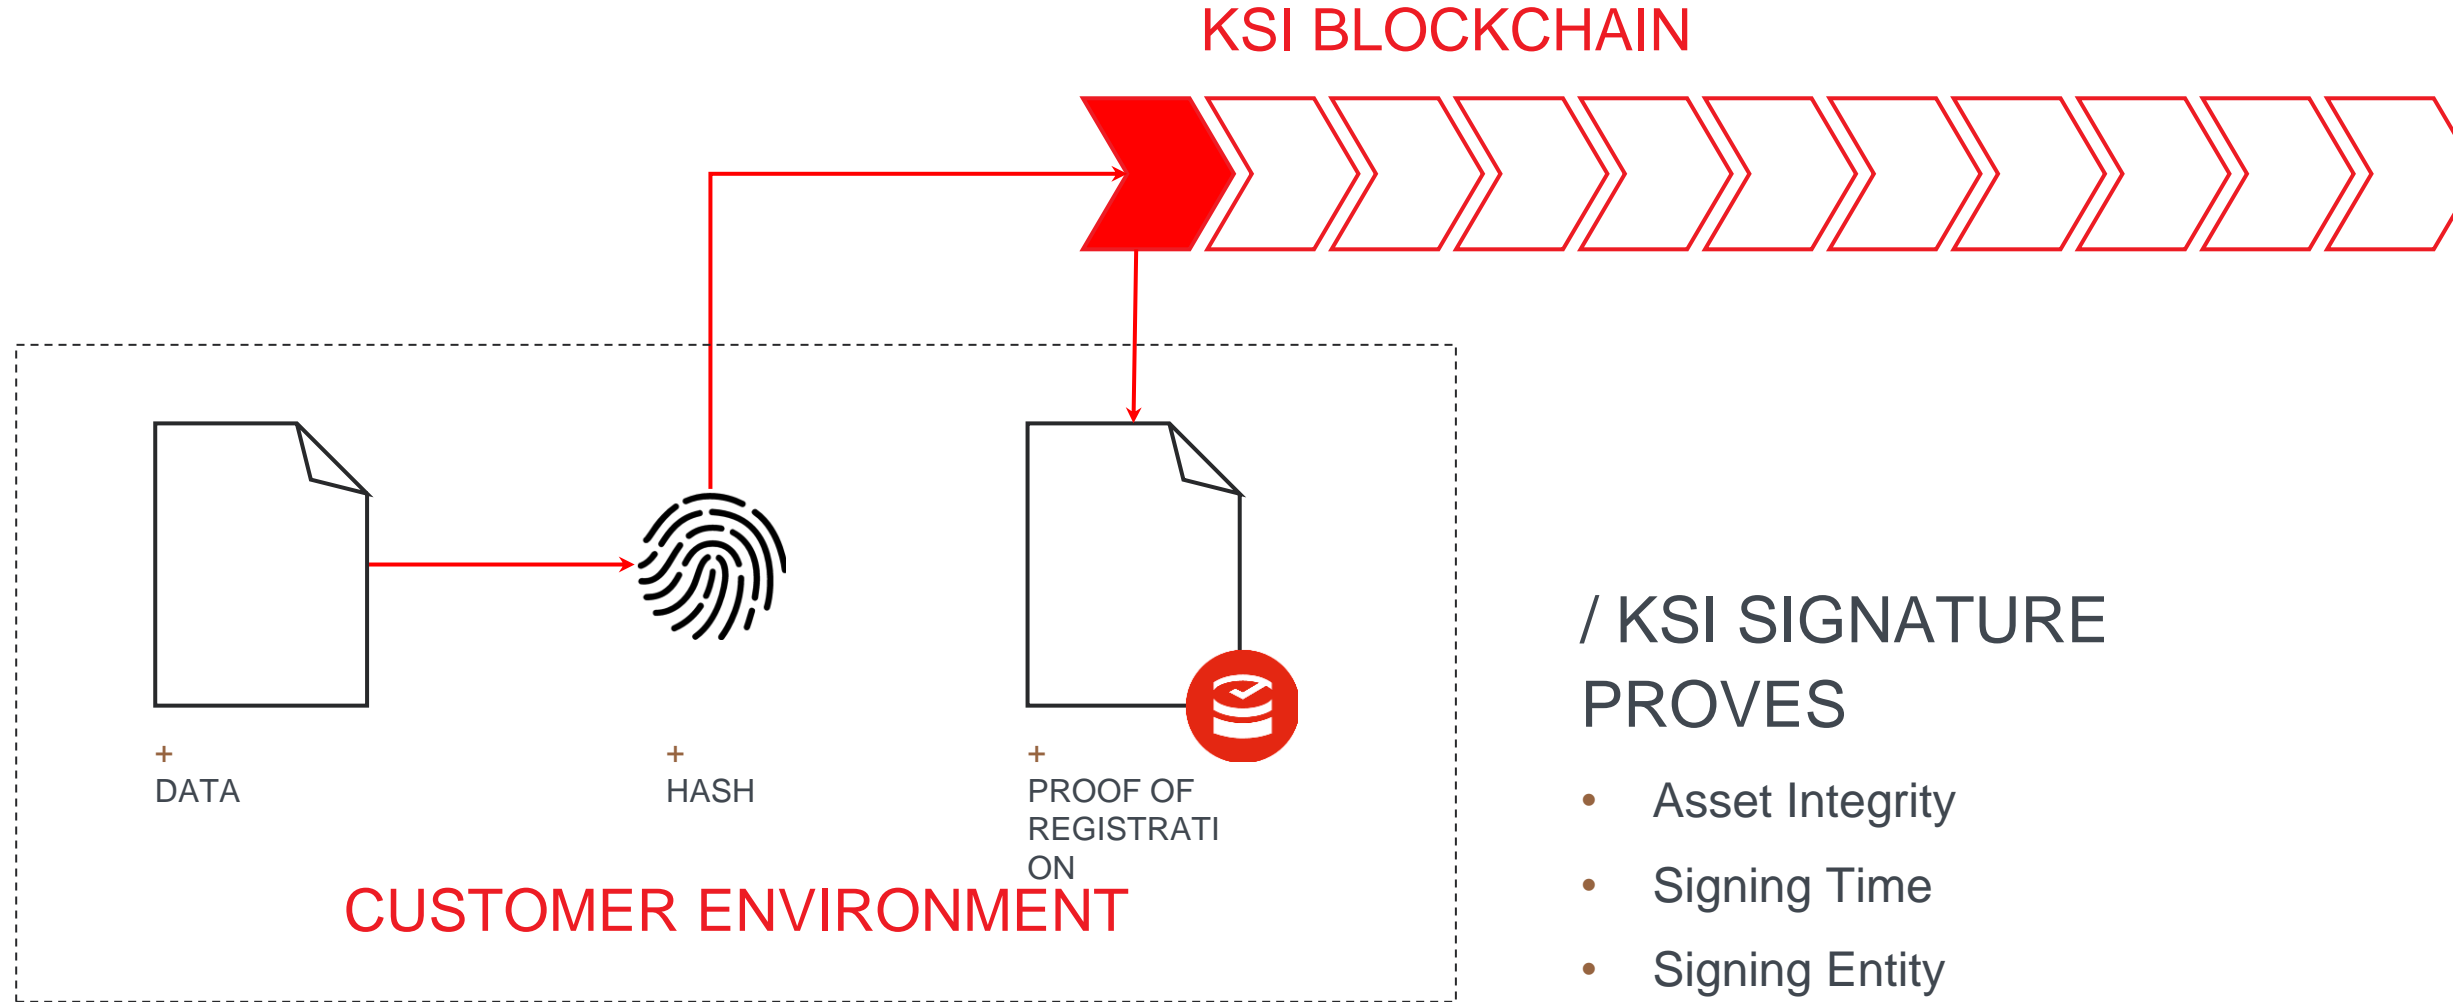 KSI BLOCKCHAIN
+
DATA
+
HASH
+
PROOF OF
REGISTRATI
ON
CUSTOMER ENVIRONMENT
/ KSI SIGNATURE
PROVES
• Asset Integrity
• Signing Time
• Signing Entity